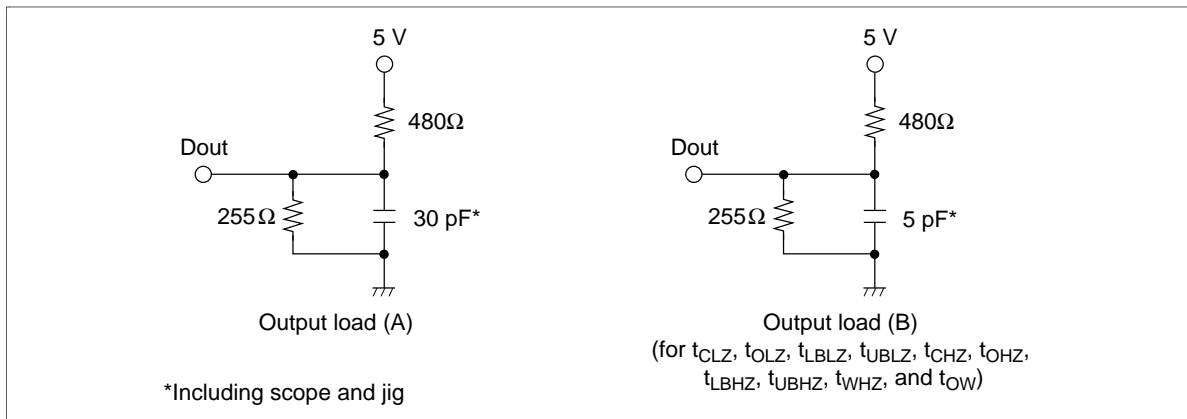 5 V
480Ω
Dout
255Ω
30 pF*
Output load (A)
*Including scope and jig
5 V
480Ω
Dout
255Ω
5 pF*
Output load (B)
(for tCLZ, tOLZ, tLBLZ, tUBLZ, tCHZ, tOHZ,
tLBHZ, tUBHZ, tWHZ, and tOW)